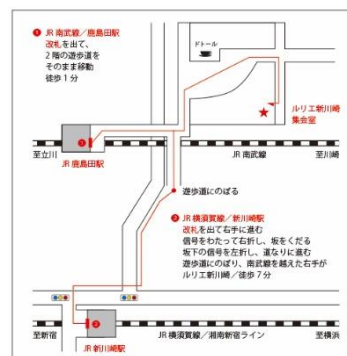 ❶ JR 南武線／鹿島田駅
改札を出て、
2 階の遊歩道を
そのまま移動
徒歩 1 分
ドトール
ルリエ新川崎
集会室
❶
至立川
JR 鹿島田駅
JR 南武線
至川崎
遊歩道にのぼる
❷ JR 横須賀線／新川崎駅
改札を出て右手に進む
信号をわたって右折し、坂をくだる
坂下の信号を左折し、道なりに進む
遊歩道にのぼり、南武線を越えた右手が
ルリエ新川崎／徒歩 7 分
❷
至新宿
JR 新川崎駅
JR 横須賀線／湘南新宿ライン
至横浜